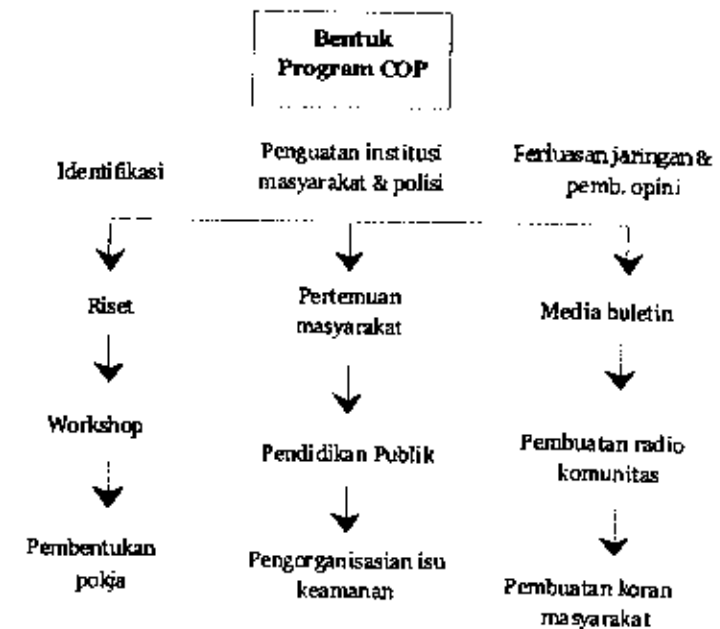 Bentuk
Program COP
Identifikasi
Penguatan institusi
masyarakat & polisi
Perluasan jaringan &
pemb. opini
Riset
Workshop
Pembentukan
pokja
Pertemuan
masyarakat
Pendidikan Publik
Pengorganisasian isu
keamanan
Media buletin
Pembuatan radio
komunitas
Pembuatan koran
masyarakat